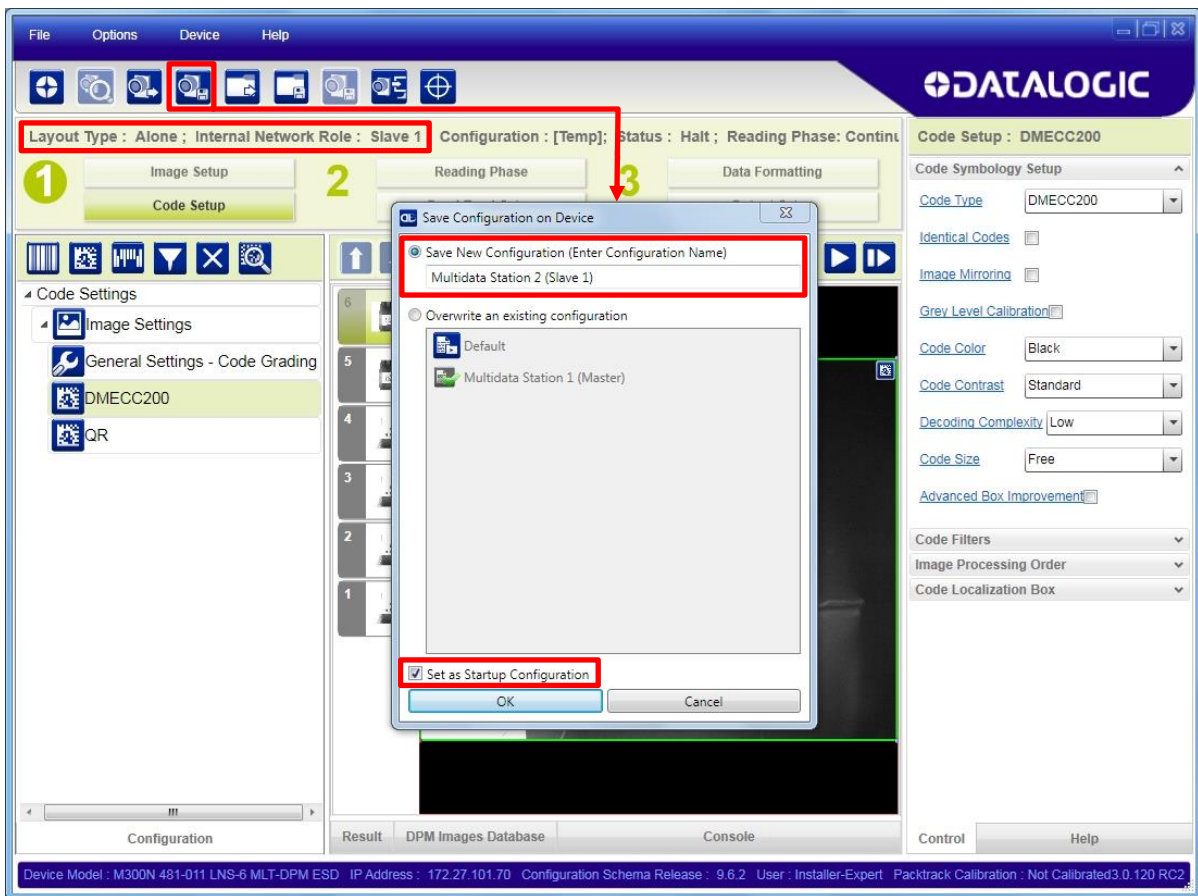 File Options Device Help
DATALOGIC
Layout Type : Alone ; Internal Network Role : Slave 1 Configuration : [Temp]; Status : Halt ; Reading Phase: Continu
1
Image Setup
Code Setup
2
Reading Phase
3
Data Formatting
Code Settings
Image Settings
General Settings - Code Grading
DMECC200
QR
6
5
4
3
2
1
Save Configuration on Device
Save New Configuration (Enter Configuration Name)
Multidata Station 2 (Slave 1)
Overwrite an existing configuration
Default
Multidata Station 1 (Master)
Set as Startup Configuration
OK Cancel
Code Setup : DMECC200
Code Symbology Setup
Code Type DMECC200
Identical Codes
Image Mirroring
Grey Level Calibration
Code Color Black
Code Contrast Standard
Decoding Complexity Low
Code Size Free
Advanced Box Improvement
Code Filters
Image Processing Order
Code Localization Box
Configuration
Result DPM Images Database Console
Control Help
Device Model : M300N 481-011 LNS-6 MLT-DPM ESD IP Address : 172.27.101.70 Configuration Schema Release : 9.6.2 User : Installer-Expert Packtrack Calibration : Not Calibrated3.0.120 RC2